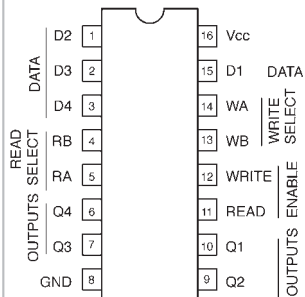 D2 1 16 Vcc
D3 2 15 D1
D4 3 14 WA
RB 4 13 WB
RA 5 12 WRITE
Q4 6 11 READ
Q3 7 10 Q1
GND 8 9 Q2
DATA
READ
SELECT
OUTPUTS
DATA
WRITE
SELECT
ENABLE
OUTPUTS